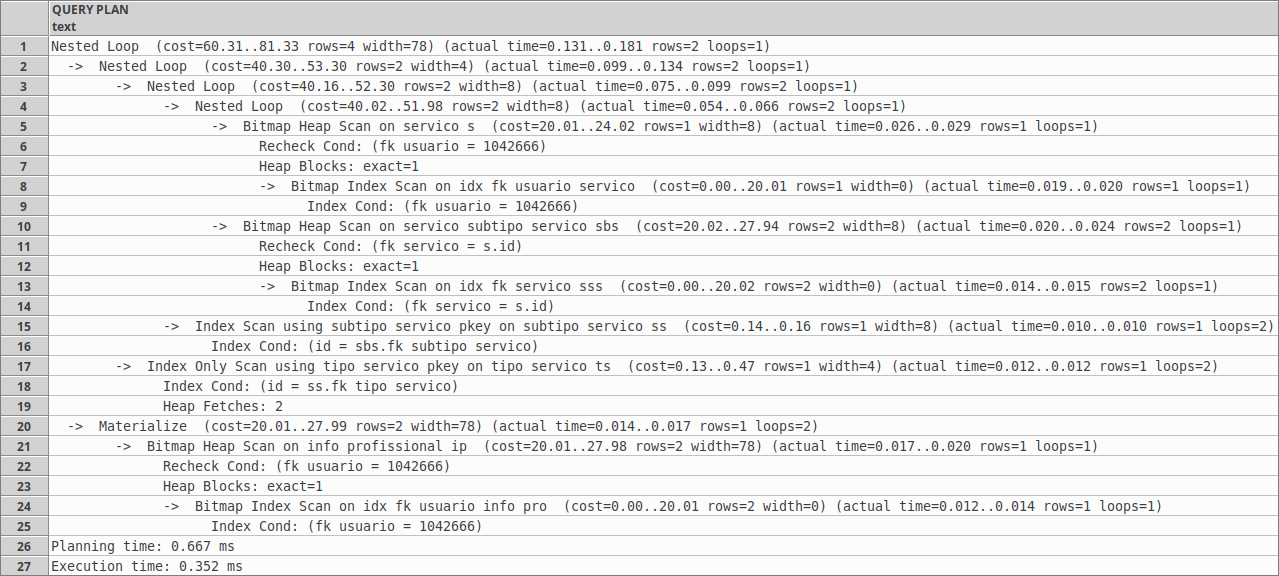 QUERY PLAN
text
1 Nested Loop (cost=60.31..81.33 rows=4 width=78) (actual time=0.131..0.181 rows=2 loops=1)
2 -> Nested Loop (cost=40.30..53.30 rows=2 width=4) (actual time=0.099..0.134 rows=2 loops=1)
3 -> Nested Loop (cost=40.16..52.30 rows=2 width=8) (actual time=0.075..0.099 rows=2 loops=1)
4 -> Nested Loop (cost=40.02..51.98 rows=2 width=8) (actual time=0.054..0.066 rows=2 loops=1)
5 -> Bitmap Heap Scan on servico s (cost=20.01..24.02 rows=1 width=8) (actual time=0.026..0.029 rows=1 loops=1)
6 Recheck Cond: (fk usuario = 1042666)
7 Heap Blocks: exact=1
8 -> Bitmap Index Scan on idx fk usuario servico (cost=0.00..20.01 rows=1 width=0) (actual time=0.019..0.020 rows=1 loops=1)
9 Index Cond: (fk usuario = 1042666)
10 -> Bitmap Heap Scan on servico subtipo servico sbs (cost=20.02..27.94 rows=2 width=8) (actual time=0.020..0.024 rows=2 loops=1)
11 Recheck Cond: (fk servico = s.id)
12 Heap Blocks: exact=1
13 -> Bitmap Index Scan on idx fk servico sss (cost=0.00..20.02 rows=2 width=0) (actual time=0.014..0.015 rows=2 loops=1)
14 Index Cond: (fk servico = s.id)
15 -> Index Scan using subtipo servico pkey on subtipo servico ss (cost=0.14..0.16 rows=1 width=8) (actual time=0.010..0.010 rows=1 loops=2)
16 Index Cond: (id = sbs.fk subtipo servico)
17 -> Index Only Scan using tipo servico pkey on tipo servico ts (cost=0.13..0.47 rows=1 width=4) (actual time=0.012..0.012 rows=1 loops=2)
18 Index Cond: (id = ss.fk tipo servico)
19 Heap Fetches: 2
20 -> Materialize (cost=20.01..27.99 rows=2 width=78) (actual time=0.014..0.017 rows=1 loops=2)
21 -> Bitmap Heap Scan on info profissional ip (cost=20.01..27.98 rows=2 width=78) (actual time=0.017..0.020 rows=1 loops=1)
22 Recheck Cond: (fk usuario = 1042666)
23 Heap Blocks: exact=1
24 -> Bitmap Index Scan on idx fk usuario info pro (cost=0.00..20.01 rows=2 width=0) (actual time=0.012..0.014 rows=1 loops=1)
25 Index Cond: (fk usuario = 1042666)
26 Planning time: 0.667 ms
27 Execution time: 0.352 ms